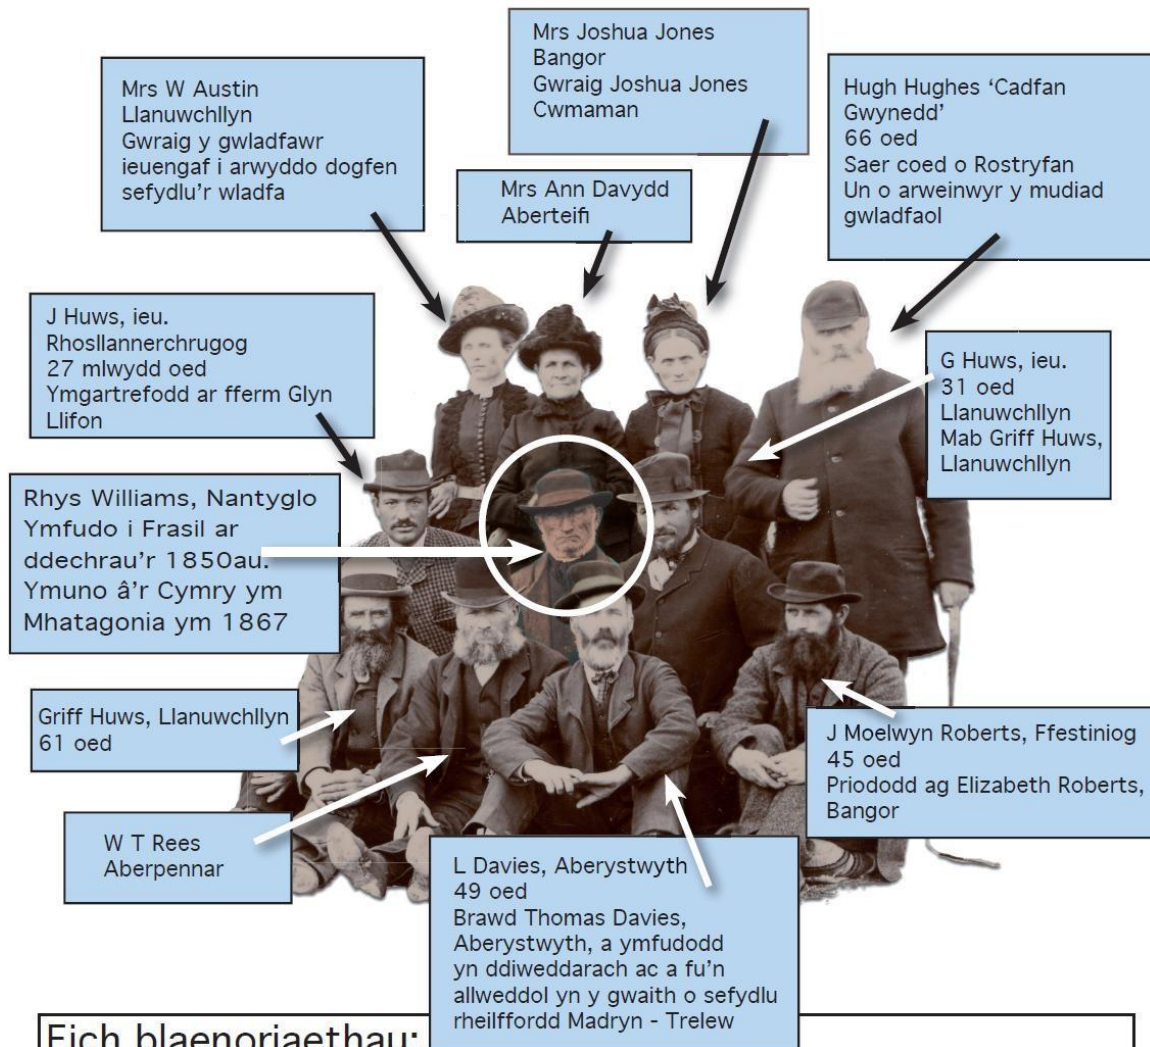 Mrs W Austin
Llanuwchllyn
Gwraig y gwladfawr
ieuengaf i arwyddo dogfen
sefydlu'r wladfa
Mrs Joshua Jones
Bangor
Gwraig Joshua Jones
Cwmaman
Mrs Ann Davydd
Aberteifi
Hugh Hughes ‘Cadfan
Gwynedd’
66 oed
Saer coed o Rostryfan
Un o arweinwyr y mudiad
gwladfaol
J Huws, ieu.
Rhosllannerchrugog
27 mlwydd oed
Ymgartrefodd ar fferm Glyn
Llifon
G Huws, ieu.
31 oed
Llanuwchllyn
Mab Griff Huws,
Llanuwchllyn
Rhys Williams, Nantyglo
Ymfudo i Frasil ar
ddechrau'r 1850au.
Ymuno â'r Cymry ym
Mhatagonia ym 1867
Griff Huws, Llanuwchllyn
61 oed
J Moelwyn Roberts, Ffestiniog
45 oed
Priododd ag Elizabeth Roberts,
Bangor
W T Rees
Aberpennar
L Davies, Aberystwyth
49 oed
Brawd Thomas Davies,
Aberystwyth, a ymfudodd
yn ddiweddarach ac a fu'n
allweddol yn y gwaith o sefydlu
rheilffordd Madryn - Trelew
Eich blaenoriaethau: